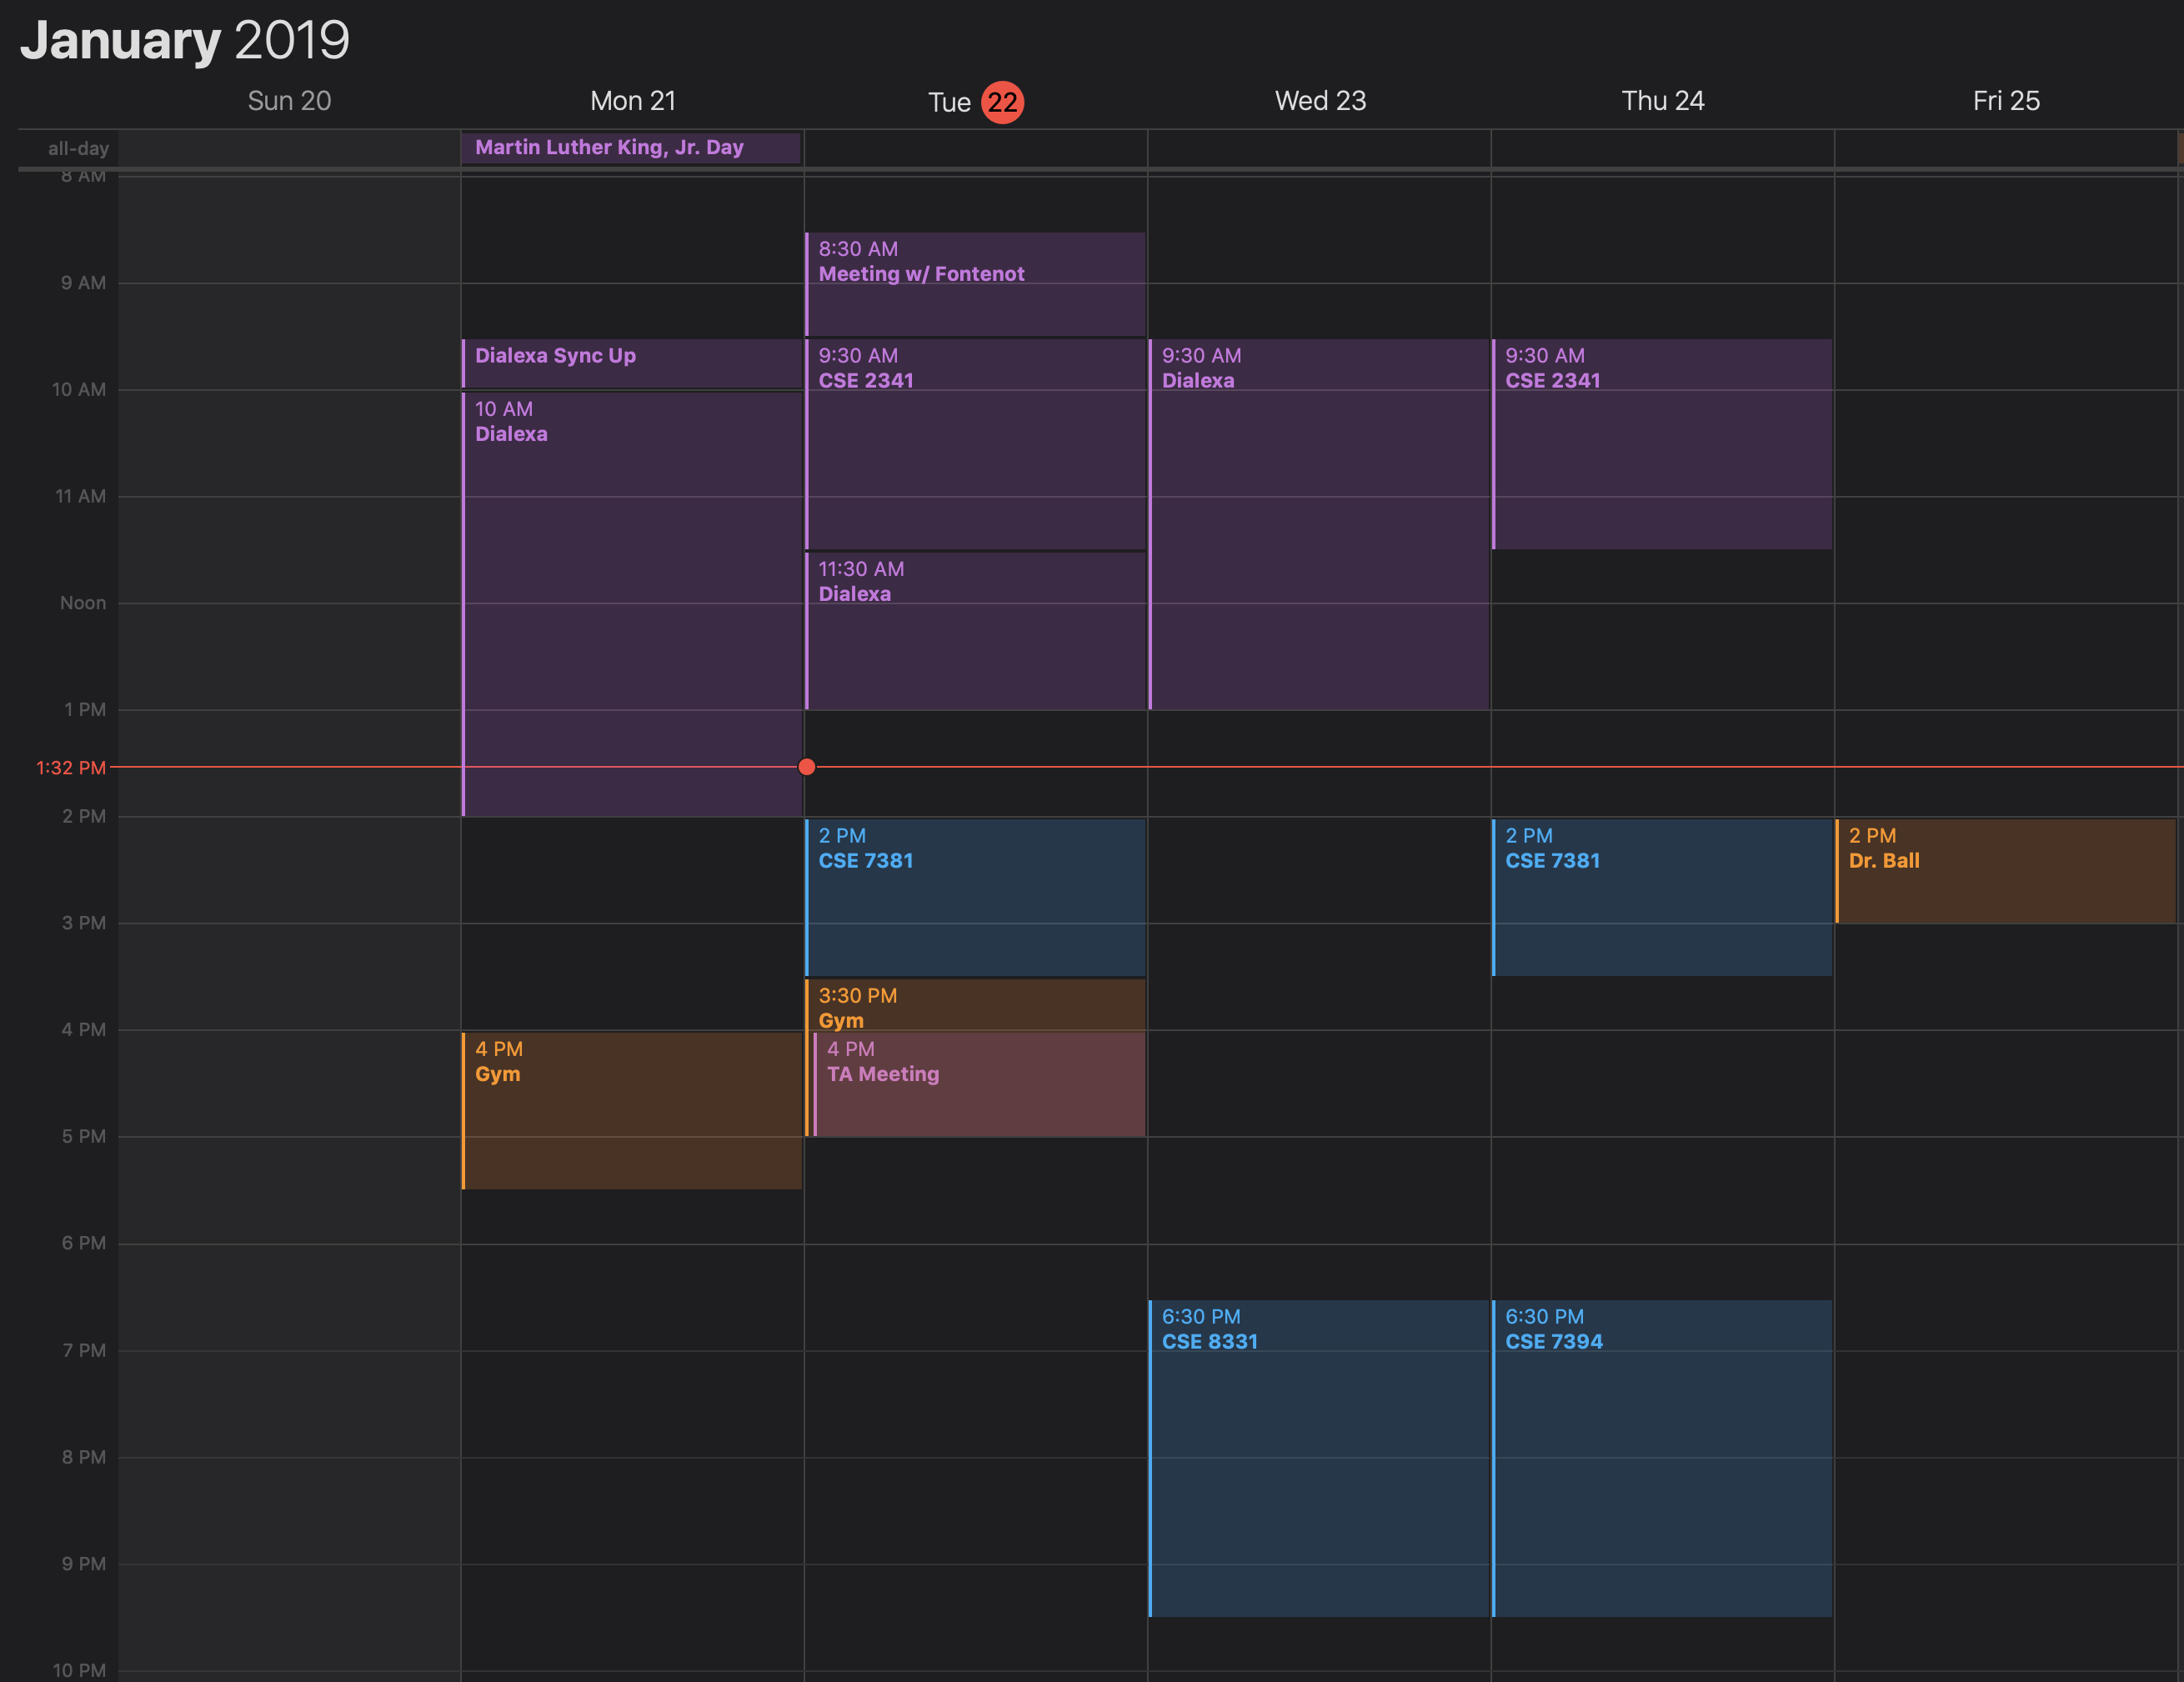 January 2019
Sun 20
Mon 21
Tue 22
Wed 23
Thu 24
Fri 25
all-day
Martin Luther King, Jr. Day
8 AM
9 AM
10 AM
11 AM
Noon
1 PM
1:32 PM
2 PM
3 PM
4 PM
5 PM
6 PM
7 PM
8 PM
9 PM
10 PM
Dialexa Sync Up
10 AM
Dialexa
4 PM
Gym
8:30 AM
Meeting w/ Fontenot
9:30 AM
CSE 2341
11:30 AM
Dialexa
2 PM
CSE 7381
3:30 PM
Gym
4 PM
TA Meeting
9:30 AM
Dialexa
6:30 PM
CSE 8331
9:30 AM
CSE 2341
2 PM
CSE 7381
6:30 PM
CSE 7394
2 PM
Dr. Ball